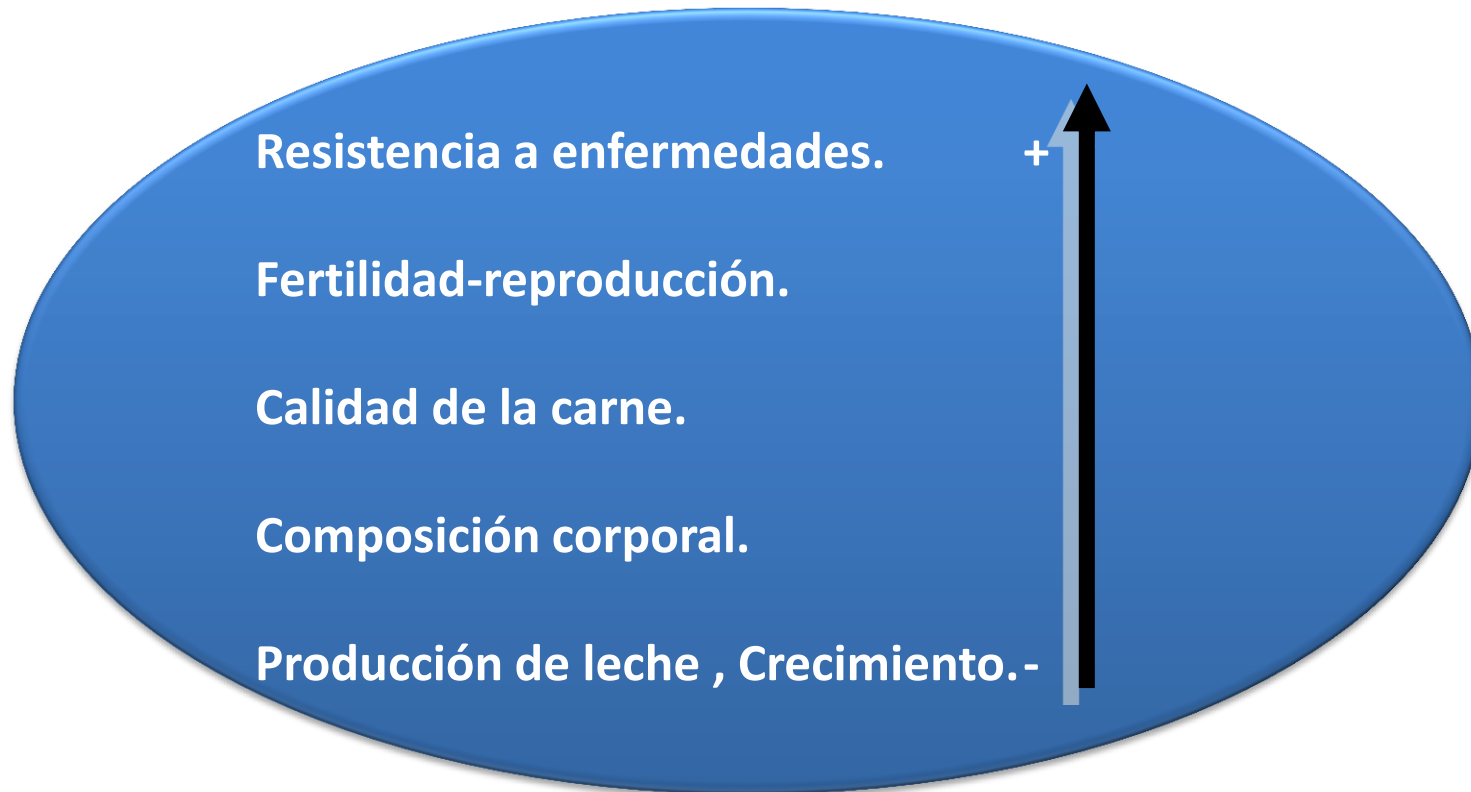 Resistencia a enfermedades. +
Fertilidad-reproducción.
Calidad de la carne.
Composición corporal.
Producción de leche , Crecimiento. -